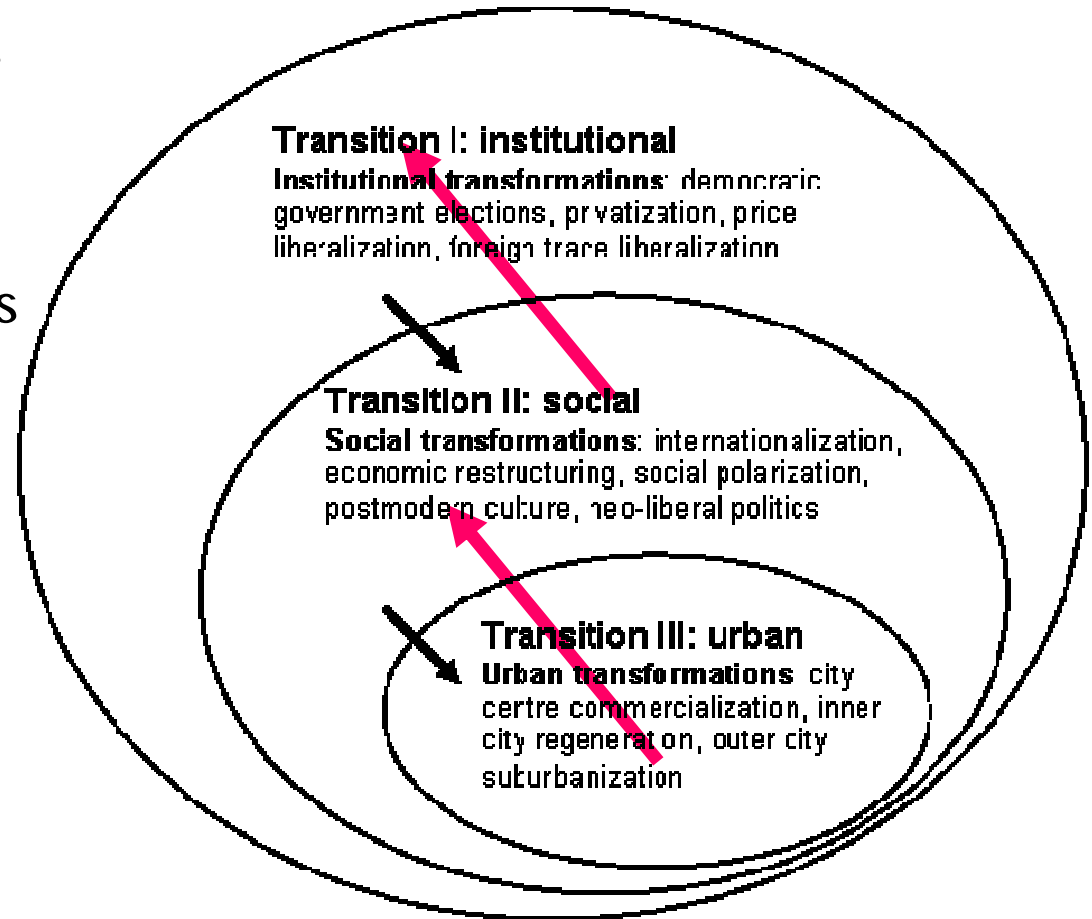 s
Transition I: institutional
Institutional transformations: democratic
government elections, privatization, price
liberalization, foreign trade liberalization
Transition II: social
Social transformations: internationalization,
economic restructuring, social polarization,
postmodern culture, neo-liberal politics
Transition III: urban
Urban transformations: city
centre commercialization, inner
city regeneration, outer city
suburbanization